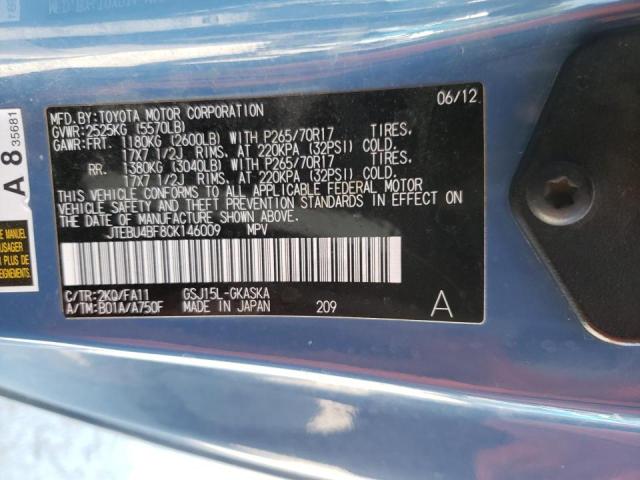 MFD.BY:TOYOTA MOTOR CORPORATION 06/12
GVWR:2525KG (5570LB)
GAWR:FRT. 1180KG (2600LB)WITH P265/70R17 TIRES,
17X7 1/2J RIMS, AT 220KPA (32PSI) COLD.
RR. 1380KG (3040LB)WITH P265/70R17 TIRES,
17X7 1/2J RIMS, AT 220KPA (32PSI) COLD.
THIS VEHICLE CONFORMS TO ALL APPLICABLE FEDERAL MOTOR
VEHICLE SAFETY AND THEFT PREVENTION STANDARDS IN EFFECT
ON THE DATE OF MANUFACTURE SHOWN ABOVE.
JTEBU4BF8CK146009 MPV
C/TR:2KQ/FA11 GSJ15L-GKASKA
A/TM:B01A/A750F MADE IN JAPAN 209 A
A 8 35681